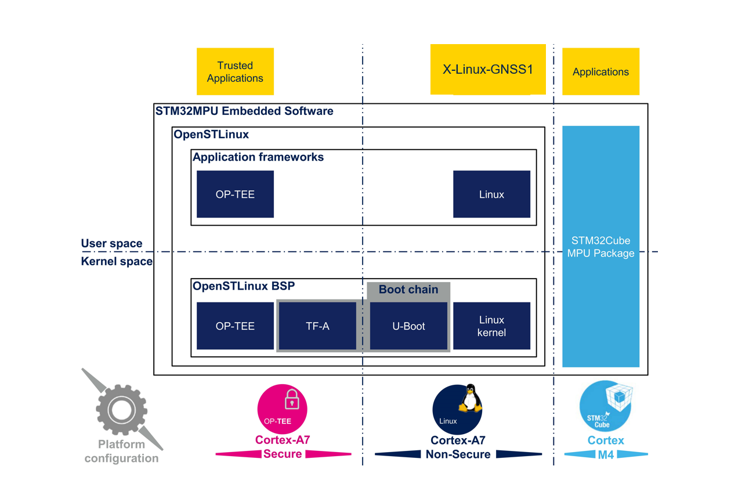 Trusted
Applications
X-Linux-GNSS1
Applications
STM32MPU Embedded Software
OpenSTLinux
Application frameworks
OP-TEE
Linux
STM32Cube
MPU Package
User space
Kernel space
OpenSTLinux BSP
Boot chain
OP-TEE
TF-A
U-Boot
Linux
kernel
OP-TEE
Linux
STM32
Cube
Platform
configuration
Cortex-A7
Secure
Cortex-A7
Non-Secure
Cortex
M4